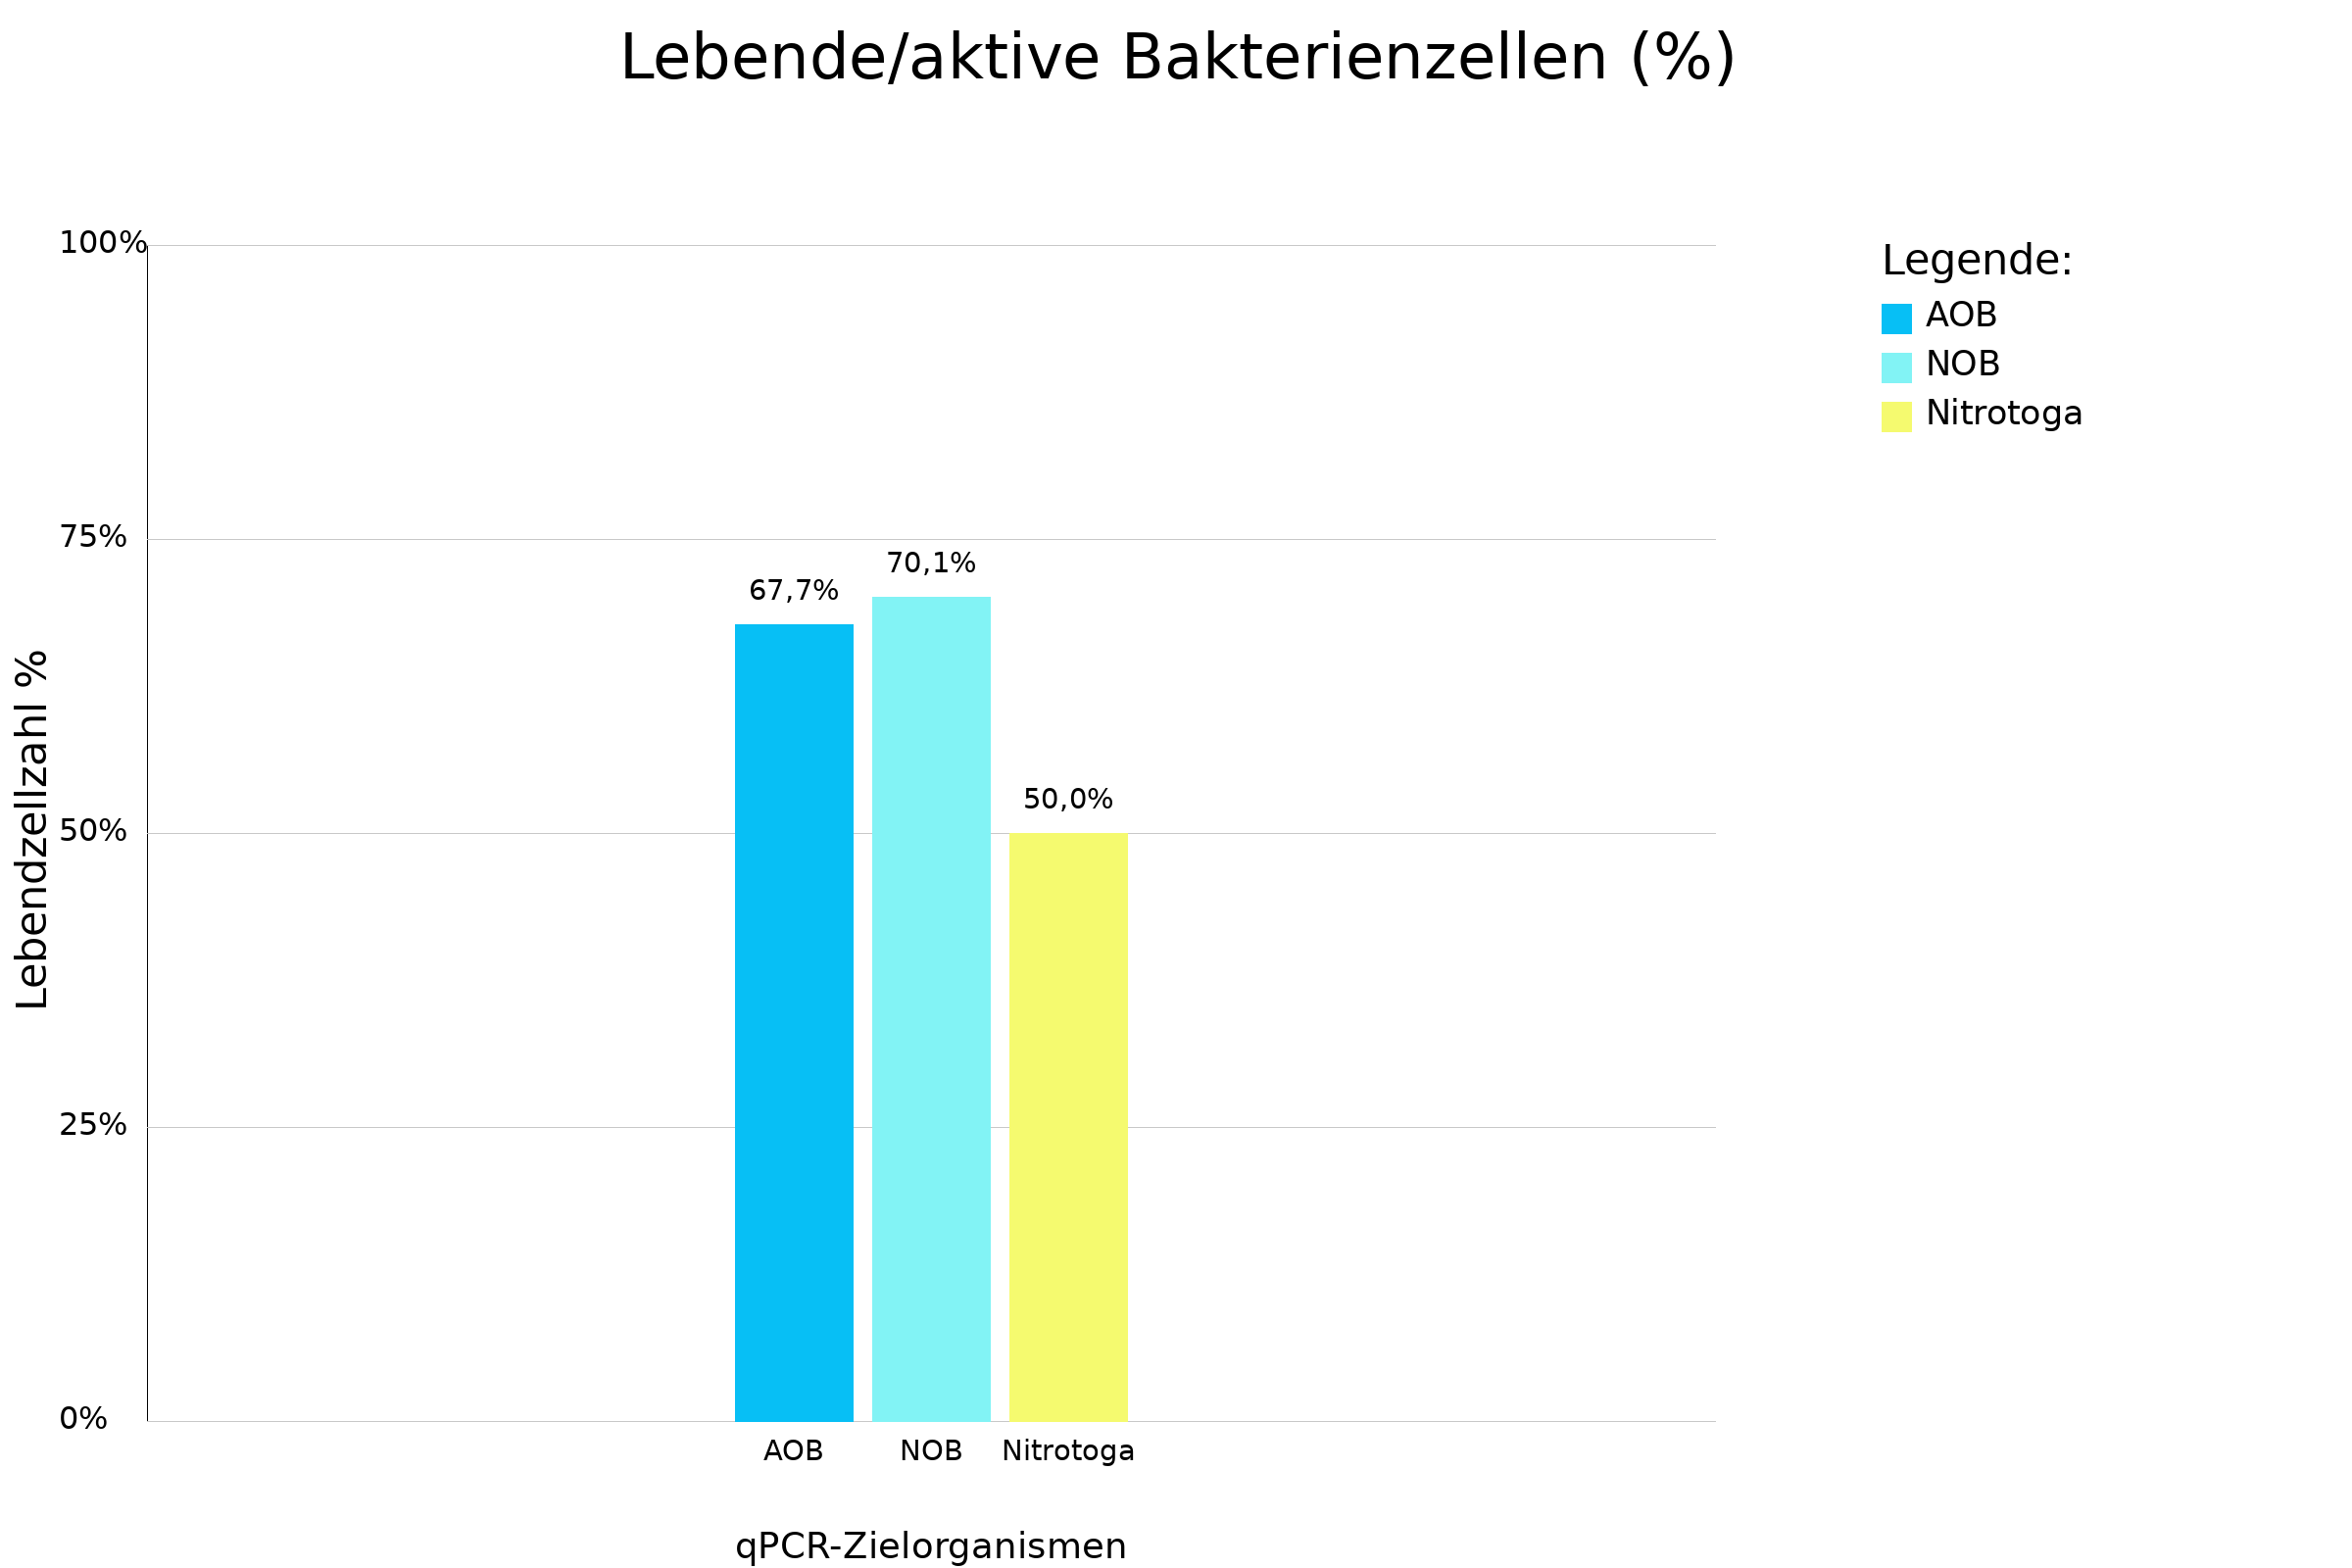 Lebende/aktive Bakterienzellen (%)
100%
75%
50%
25%
0%
Lebendzellzahl %
67,7%
70,1%
50,0%
AOB
NOB
Nitrotoga
qPCR-Zielorganismen
Legende:
AOB
NOB
Nitrotoga